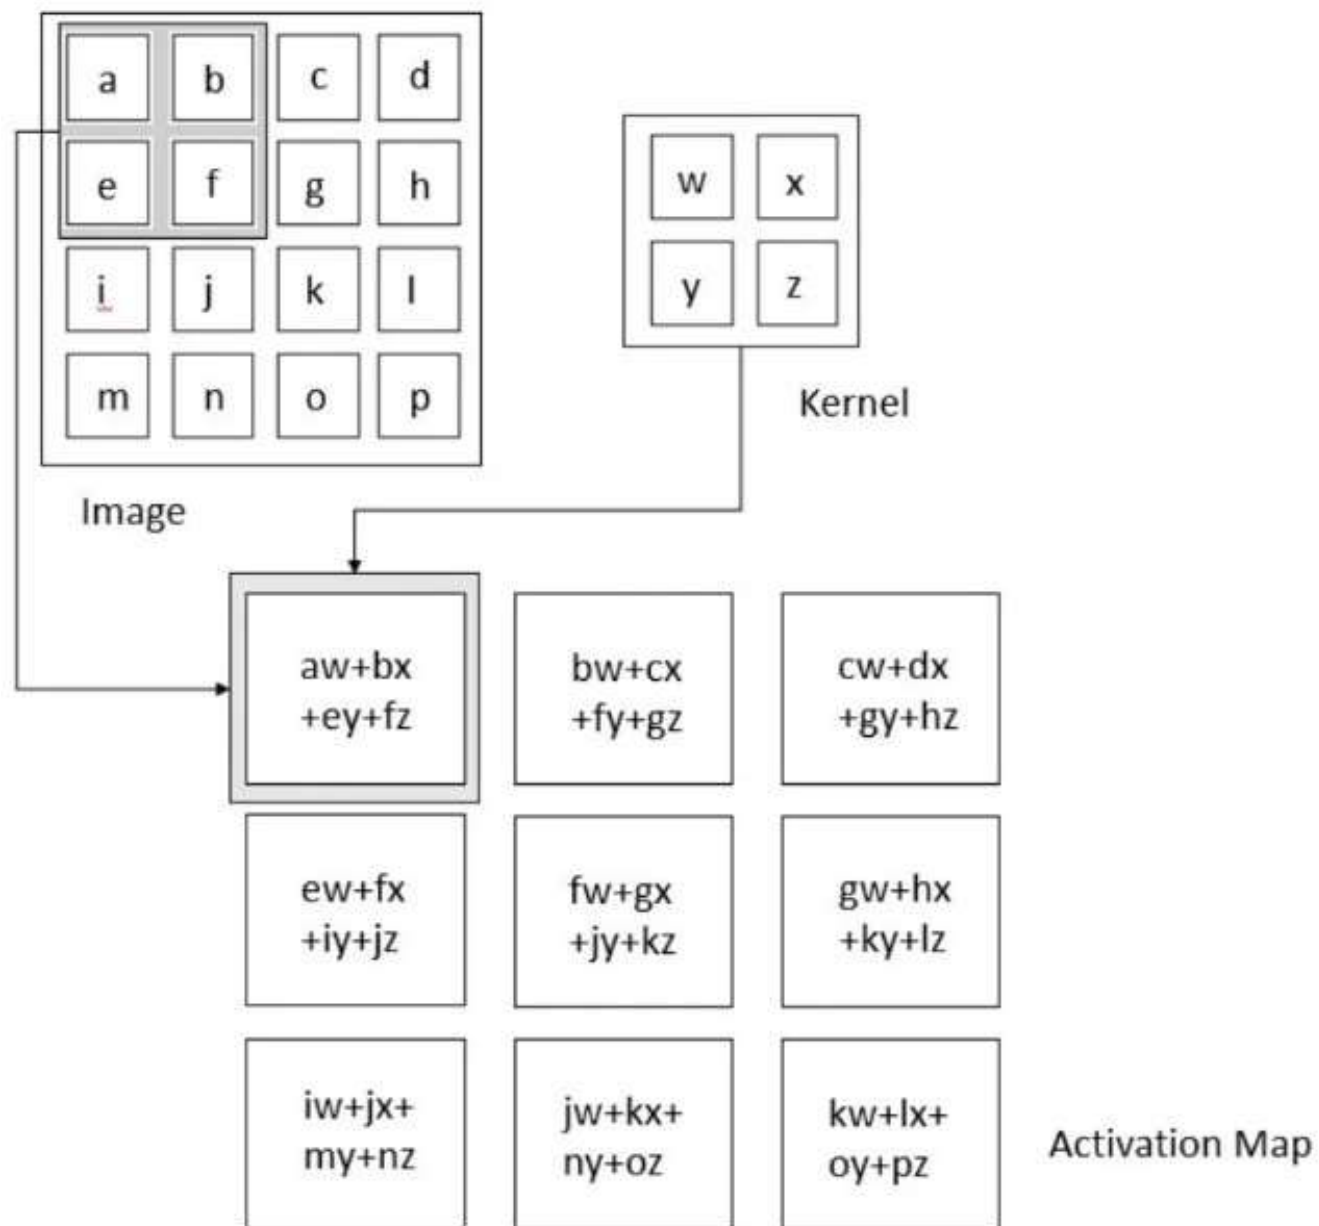 a b c d
w x
e f g h
y z
i j k l
m n o p
Kernel
Image
aw+bx
+ey+fz
bw+cx
+fy+gz
cw+dx
+gy+hz
ew+fx
+iy+jz
fw+gx
+jy+kz
gw+hx
+ky+lz
iw+jx+
my+nz
jw+kx+
ny+oz
kw+lx+
oy+pz
Activation Map